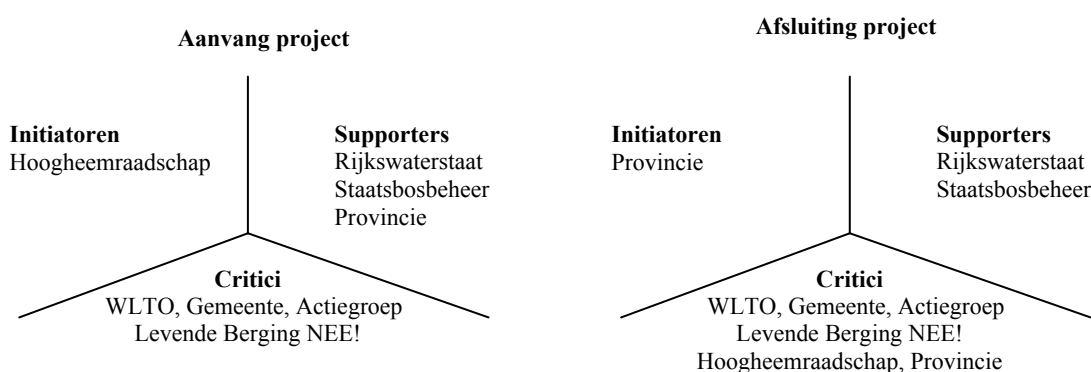 Aanvang project
Initiatoren
Hoogheemraadschap
Supporters
Rijkswaterstaat
Staatsbosbeheer
Provincie
Critici
WLTO, Gemeente, Actiegroep
Levende Berging NEE!
Afsluiting project
Initiatoren
Provincie
Supporters
Rijkswaterstaat
Staatsbosbeheer
Critici
WLTO, Gemeente, Actiegroep
Levende Berging NEE!
Hoogheemraadschap, Provincie